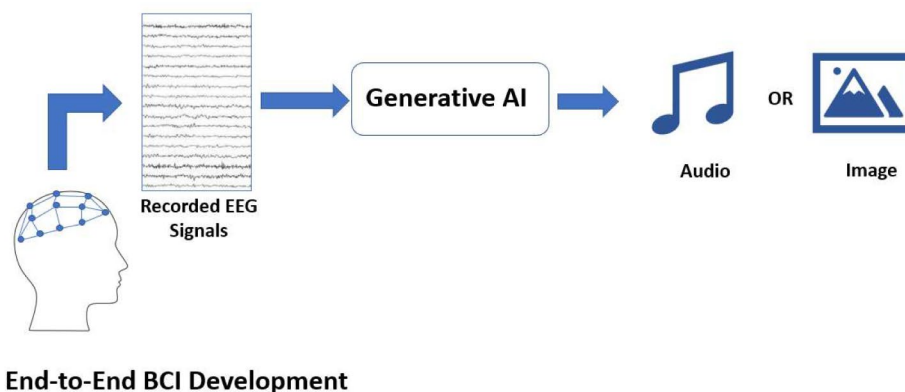 Recorded EEG
Signals
Generative AI
Audio
OR
Image
End-to-End BCI Development